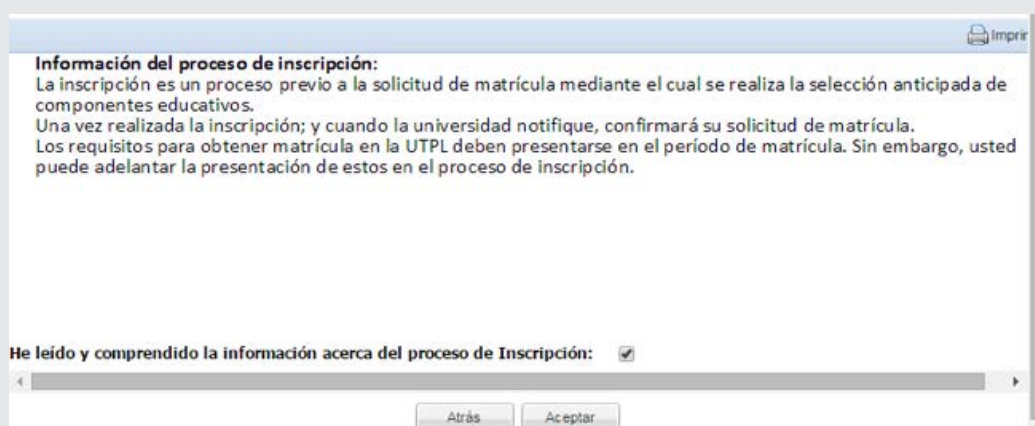 Imprir
Información del proceso de inscripción:
La inscripción es un proceso previo a la solicitud de matrícula mediante el cual se realiza la selección anticipada de
componentes educativos.
Una vez realizada la inscripción; y cuando la universidad notifique, confirmará su solicitud de matrícula.
Los requisitos para obtener matrícula en la UTPL deben presentarse en el período de matrícula. Sin embargo, usted
puede adelantar la presentación de estos en el proceso de inscripción.
He leído y comprendido la información acerca del proceso de Inscripción:
Atrás Aceptar